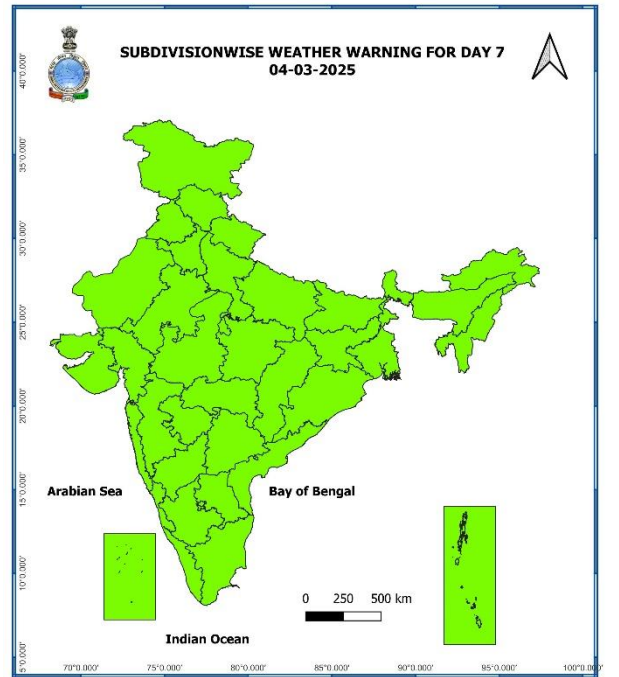 SUBDIVISIONWISE WEATHER WARNING FOR DAY 7
04-03-2025
40°0.000'
35°0.000'
30°0.000'
25°0.000'
20°0.000'
15°0.000'
10°0.000'
5°0.000'
Arabian Sea
Bay of Bengal
0 250 500 km
Indian Ocean
70°0.000' 75°0.000' 80°0.000' 85°0.000' 90°0.000' 95°0.000' 100°0.000'